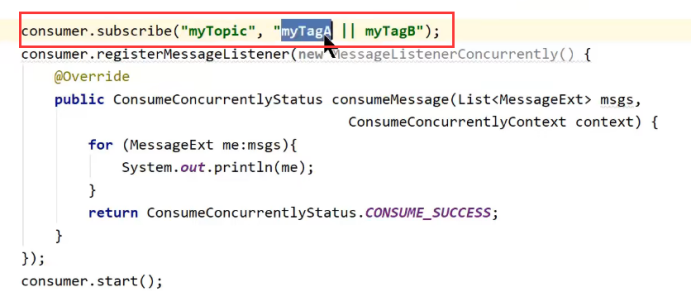 consumer.subscribe("myTopic", "myTagA || myTagB");
consumer.registerMessageListener(new MessageListenerConcurrently() {
@Override
public ConsumeConcurrentlyStatus consumeMessage(List<MessageExt> msgs,
ConsumeConcurrentlyContext context) {
for (MessageExt me:msgs){
System.out.println(me);
}
return ConsumeConcurrentlyStatus.CONSUME_SUCCESS;
}
});
consumer.start();